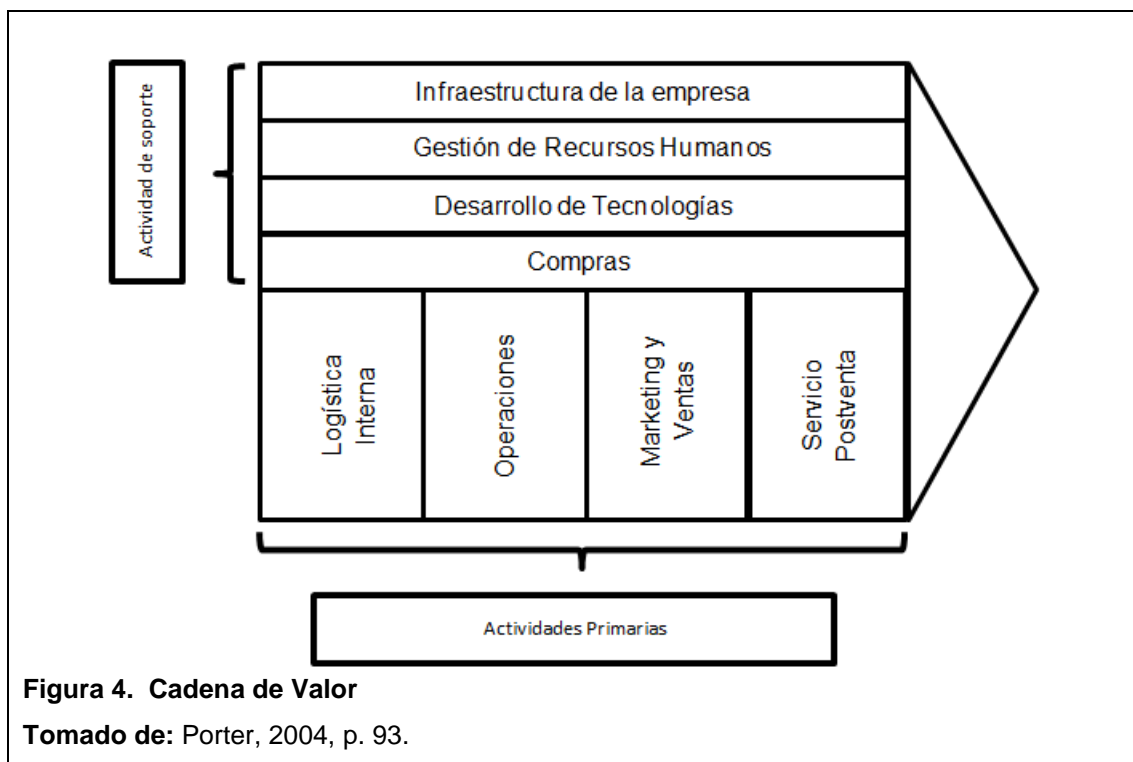 Actividad de soporte
Infraestructura de la empresa
Gestión de Recursos Humanos
Desarrollo de Tecnologías
Compras
Logística
Interna
Operaciones
Marketing y
Ventas
Servicio
Postventa
Actividades Primarias
Figura 4. Cadena de Valor
Tomado de: Porter, 2004, p. 93.